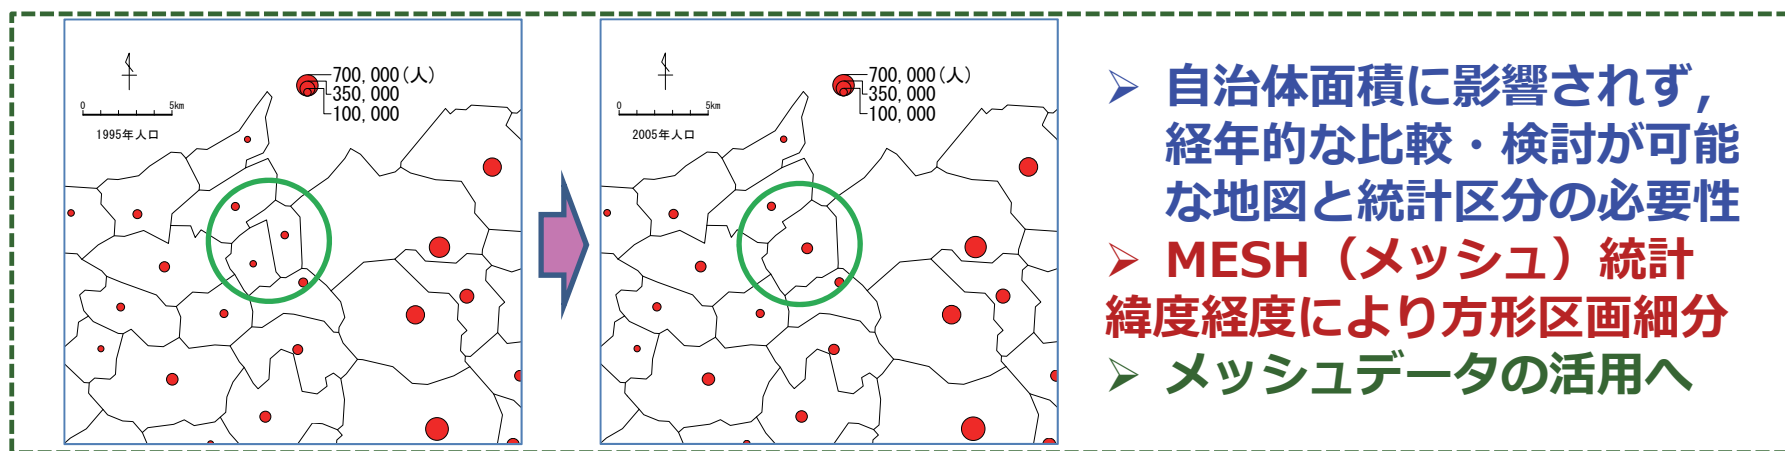 700,000(人)
350,000
100,000
0 5km
1995年人口
700,000(人)
350,000
100,000
0 5km
2005年人口
➢ 自治体面積に影響されず，
経年的な比較・検討が可能
な地図と統計区分の必要性
➢ MESH（メッシュ）統計
緯度経度により方形区画細分
➢ メッシュデータの活用へ